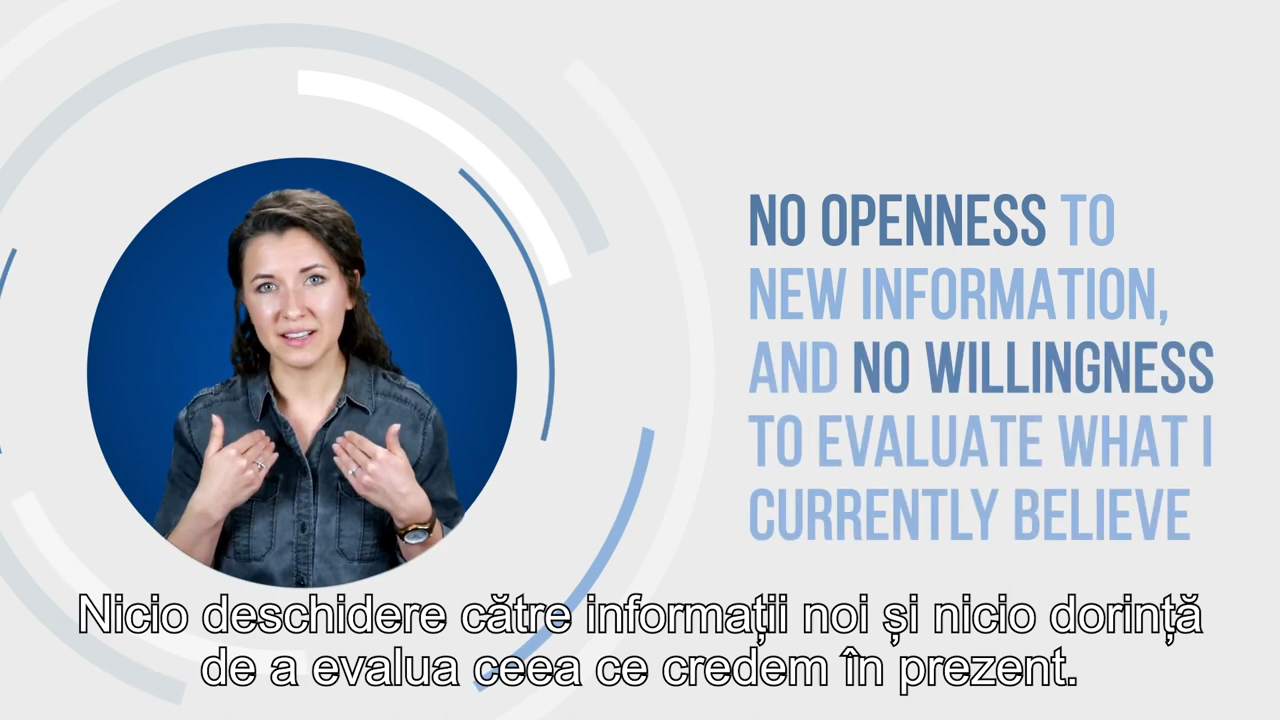 NO OPENNESS TO
NEW INFORMATION,
AND NO WILLINGNESS
TO EVALUATE WHAT I
CURRENTLY BELIEVE
Nicio deschidere către informații noi și nicio dorință
de a evalua ceea ce credem în prezent.